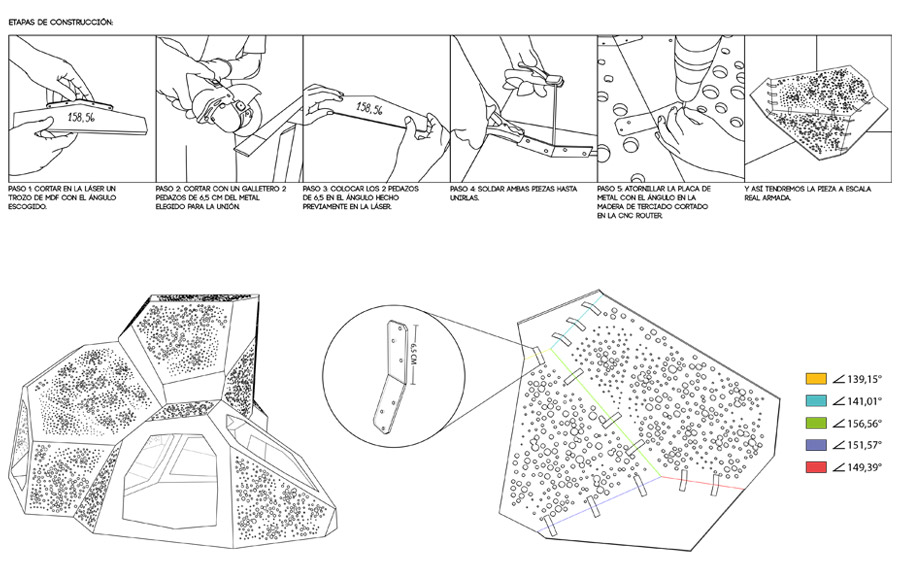 ETAPAS DE CONSTRUCCIÓN:
158,56
158,56
PASO 1: CORTAR EN LA LÁSER UN
TROZO DE MDF CON EL ÁNGULO
ESCOGIDO.
PASO 2: CORTAR CON UN GALLETERO 2
PEDAZOS DE 6,5 CM DEL METAL
ELEGIDO PARA LA UNIÓN.
PASO 3: COLOCAR LOS 2 PEDAZOS
DE 6,5 EN EL ÁNGULO HECHO
PREVIAMENTE EN LA LÁSER.
PASO 4: SOLDAR AMBAS PIEZAS HASTA
UNIRLAS.
PASO 5: ATORNILLAR LA PLACA DE
METAL CON EL ÁNGULO EN LA
MADERA DE TERCIADO CORTADO
EN LA CNC ROUTER.
Y ASÍ TENDREMOS LA PIEZA A ESCALA
REAL ARMADA.
6,5 CM
139,15°
141,01°
156,56°
151,57°
149,39°